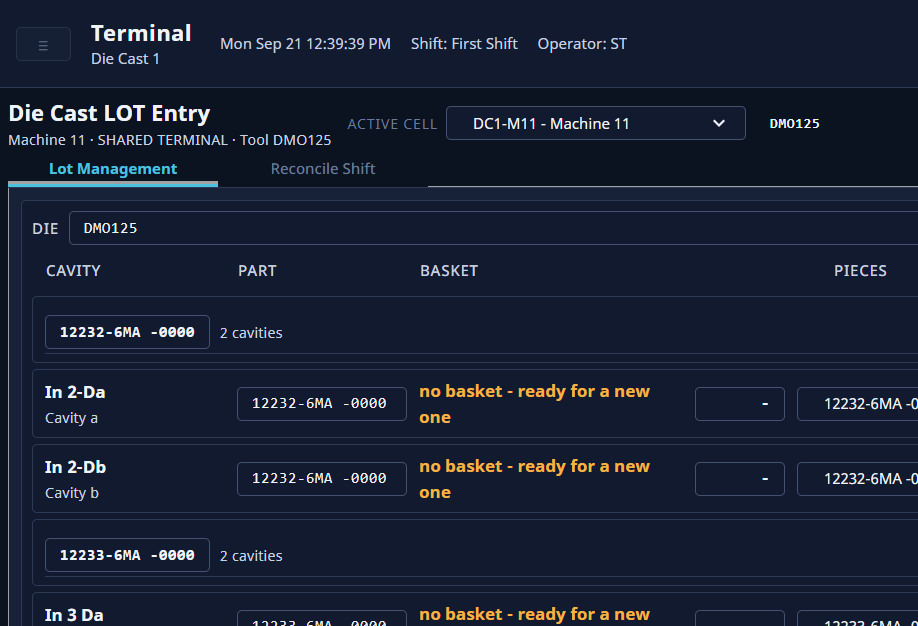 ☰
Terminal
Die Cast 1
Mon Sep 21 12:39:39 PM Shift: First Shift Operator: ST
Die Cast LOT Entry
Machine 11 · SHARED TERMINAL · Tool DMO125
ACTIVE CELL DC1-M11 - Machine 11 DMO125
Lot Management Reconcile Shift
DIE DMO125
CAVITY PART BASKET PIECES
12232-6MA -0000 2 cavities
In 2-Da
Cavity a
12232-6MA -0000
no basket - ready for a new
one
-
12232-6MA -0
In 2-Db
Cavity b
12232-6MA -0000
no basket - ready for a new
one
-
12232-6MA -0
12233-6MA -0000 2 cavities
In 3 Da
12233-6MA -0000
no basket - ready for a new
12233-6MA -0